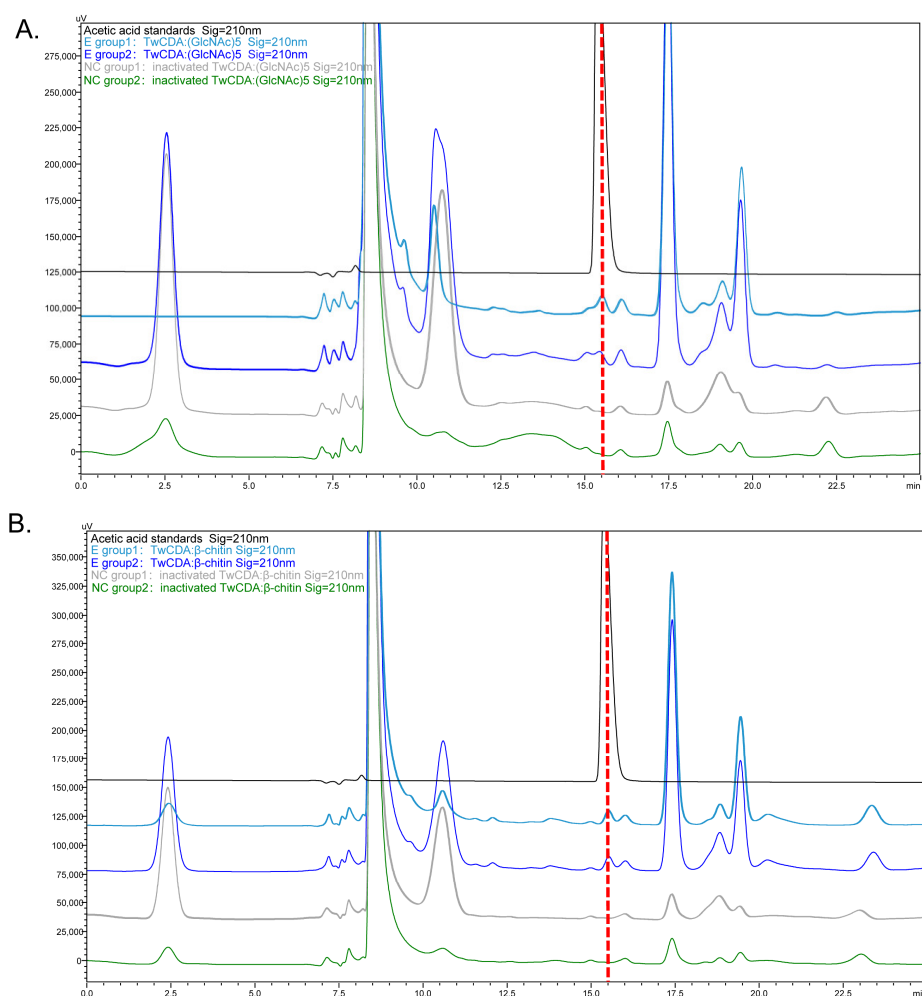 A.
uV
Acetic acid standards Sig=210nm
E group1: TwCDA:(GlcNAc)5 Sig=210nm
E group2: TwCDA:(GlcNAc)5 Sig=210nm
NC group1: inactivated TwCDA:(GlcNAc)5 Sig=210nm
NC group2: inactivated TwCDA:(GlcNAc)5 Sig=210nm
275,000
250,000
225,000
200,000
175,000
150,000
125,000
100,000
75,000
50,000
25,000
0
0.0 2.5 5.0 7.5 10.0 12.5 15.0 17.5 20.0 22.5 min
B.
uV
Acetic acid standards Sig=210nm
E group1: TwCDA:β-chitin Sig=210nm
E group2: TwCDA:β-chitin Sig=210nm
NC group1: inactivated TwCDA:β-chitin Sig=210nm
NC group2: inactivated TwCDA:β-chitin Sig=210nm
350,000
325,000
300,000
275,000
250,000
225,000
200,000
175,000
150,000
125,000
100,000
75,000
50,000
25,000
0
0.0 2.5 5.0 7.5 10.0 12.5 15.0 17.5 20.0 22.5